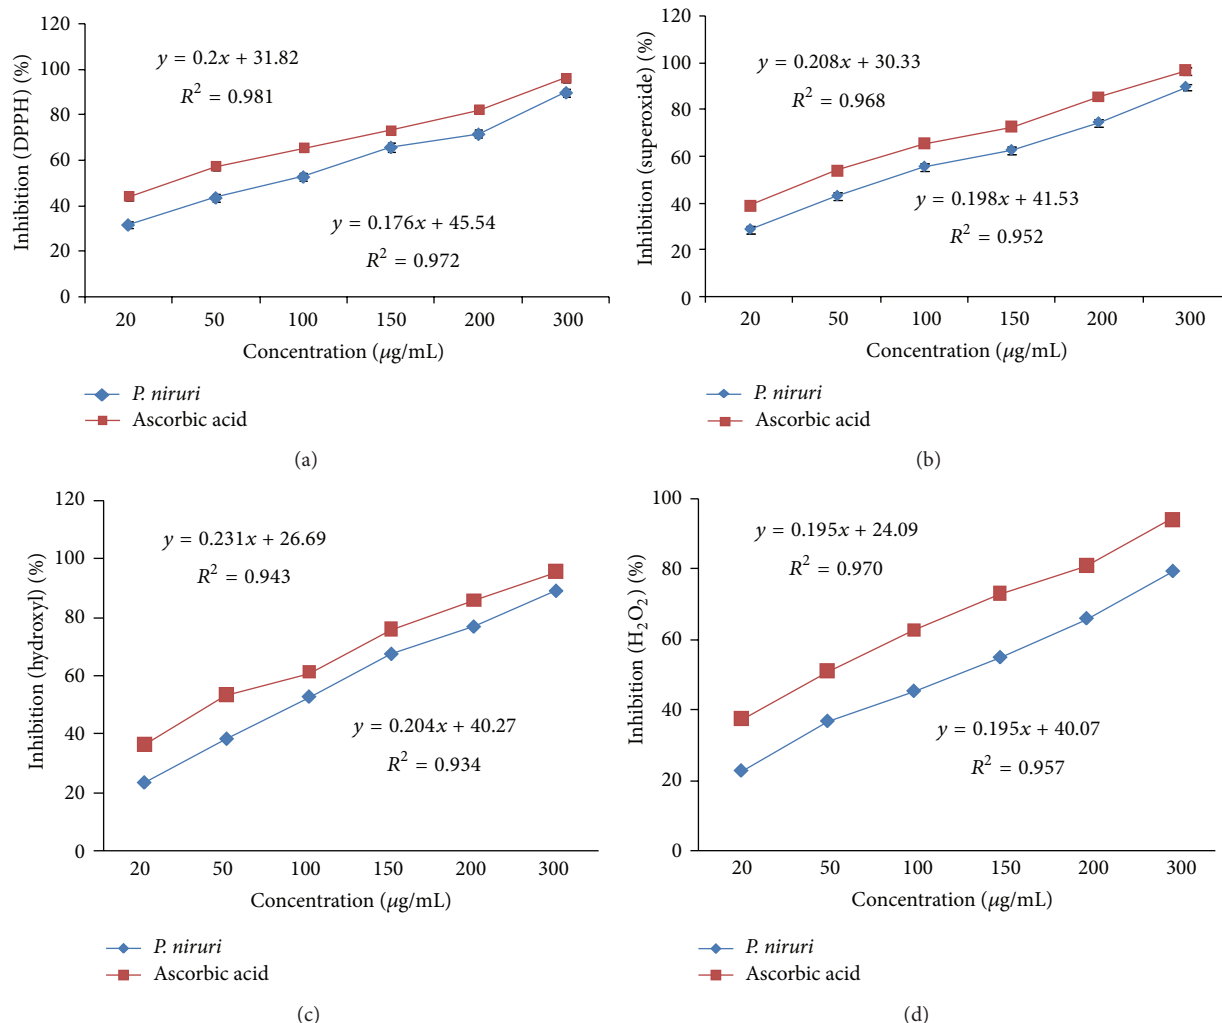 120
100
80
60
40
20
0
Inhibition (DPPH) (%)
y = 0.2x + 31.82
R² = 0.981
y = 0.176x + 45.54
R² = 0.972
20 50 100 150 200 300
Concentration (μg/mL)
P. niruri
Ascorbic acid
(a)
120
100
80
60
40
20
0
Inhibition (superoxide) (%)
y = 0.208x + 30.33
R² = 0.968
y = 0.198x + 41.53
R² = 0.952
20 50 100 150 200 300
Concentration (μg/mL)
P. niruri
Ascorbic acid
(b)
120
100
80
60
40
20
0
Inhibition (hydroxyl) (%)
y = 0.231x + 26.69
R² = 0.943
y = 0.204x + 40.27
R² = 0.934
20 50 100 150 200 300
Concentration (μg/mL)
P. niruri
Ascorbic acid
(c)
100
80
60
40
20
0
Inhibition (H₂O₂) (%)
y = 0.195x + 24.09
R² = 0.970
y = 0.195x + 40.07
R² = 0.957
20 50 100 150 200 300
Concentration (μg/mL)
P. niruri
Ascorbic acid
(d)